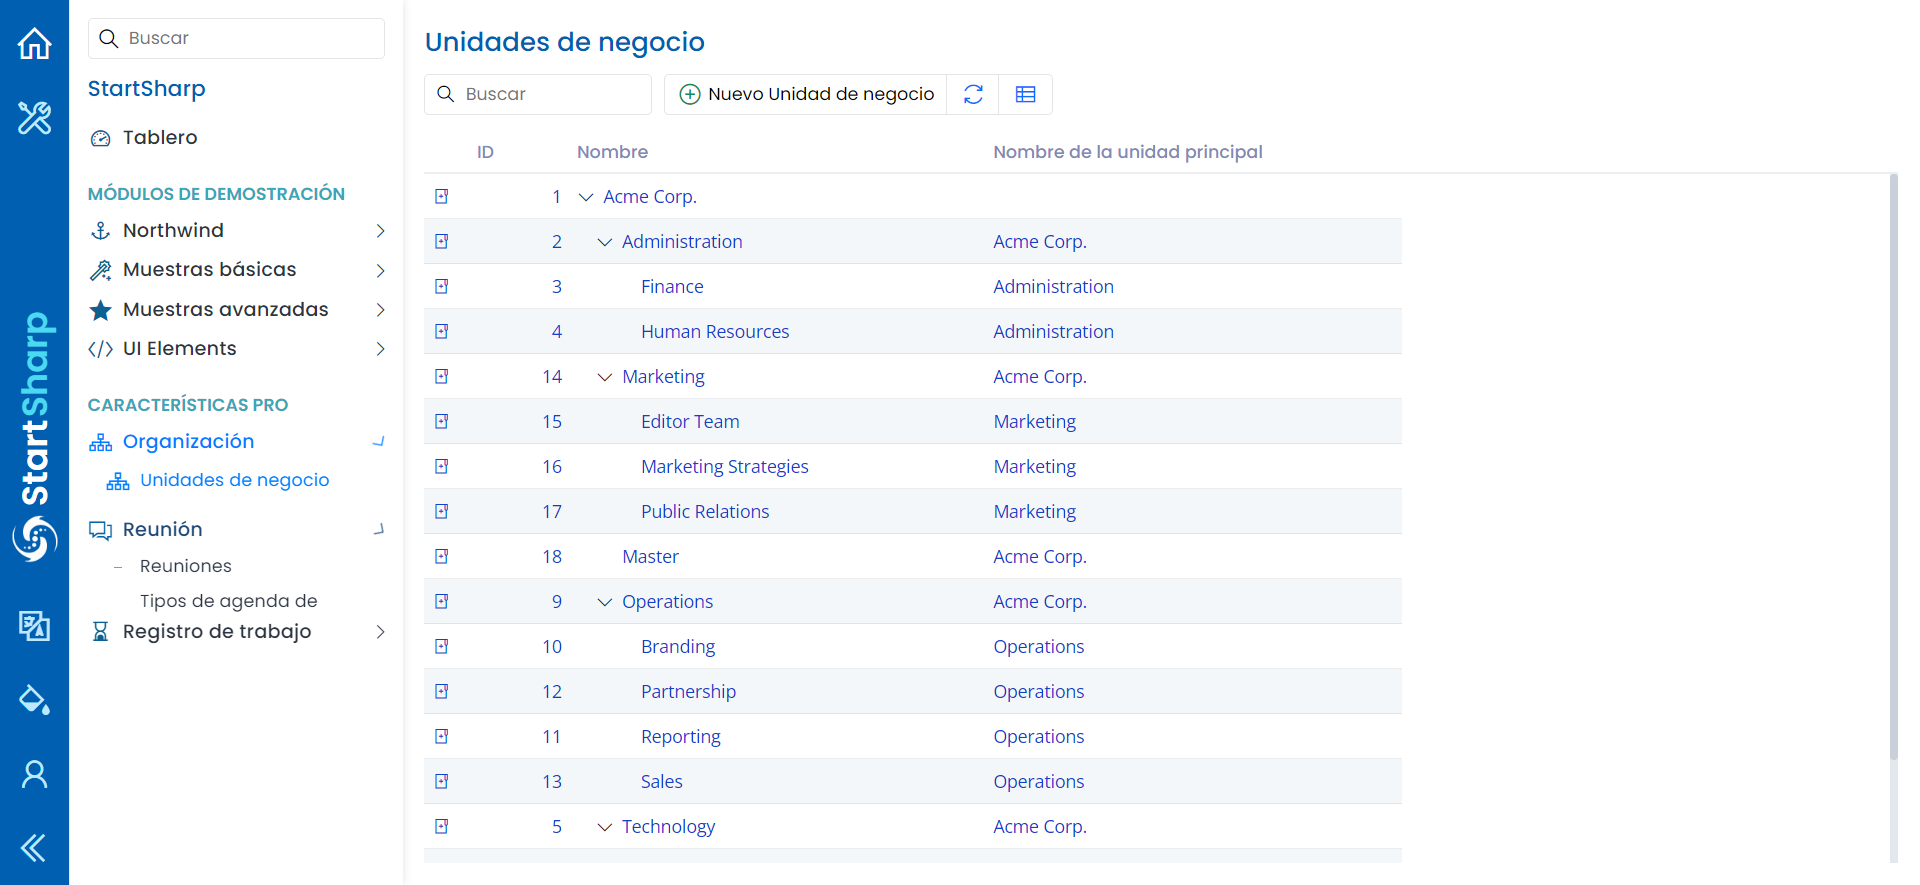 StartSharp
Buscar
StartSharp
Tablero
MÓDULOS DE DEMOSTRACIÓN
Northwind
Muestras básicas
Muestras avanzadas
UI Elements
CARACTERÍSTICAS PRO
Organización
Unidades de negocio
Reunión
Reuniones
Tipos de agenda de
Registro de trabajo
Unidades de negocio
Buscar
Nuevo Unidad de negocio
ID Nombre Nombre de la unidad principal
1 Acme Corp.
2 Administration Acme Corp.
3 Finance Administration
4 Human Resources Administration
14 Marketing Acme Corp.
15 Editor Team Marketing
16 Marketing Strategies Marketing
17 Public Relations Marketing
18 Master Acme Corp.
9 Operations Acme Corp.
10 Branding Operations
12 Partnership Operations
11 Reporting Operations
13 Sales Operations
5 Technology Acme Corp.